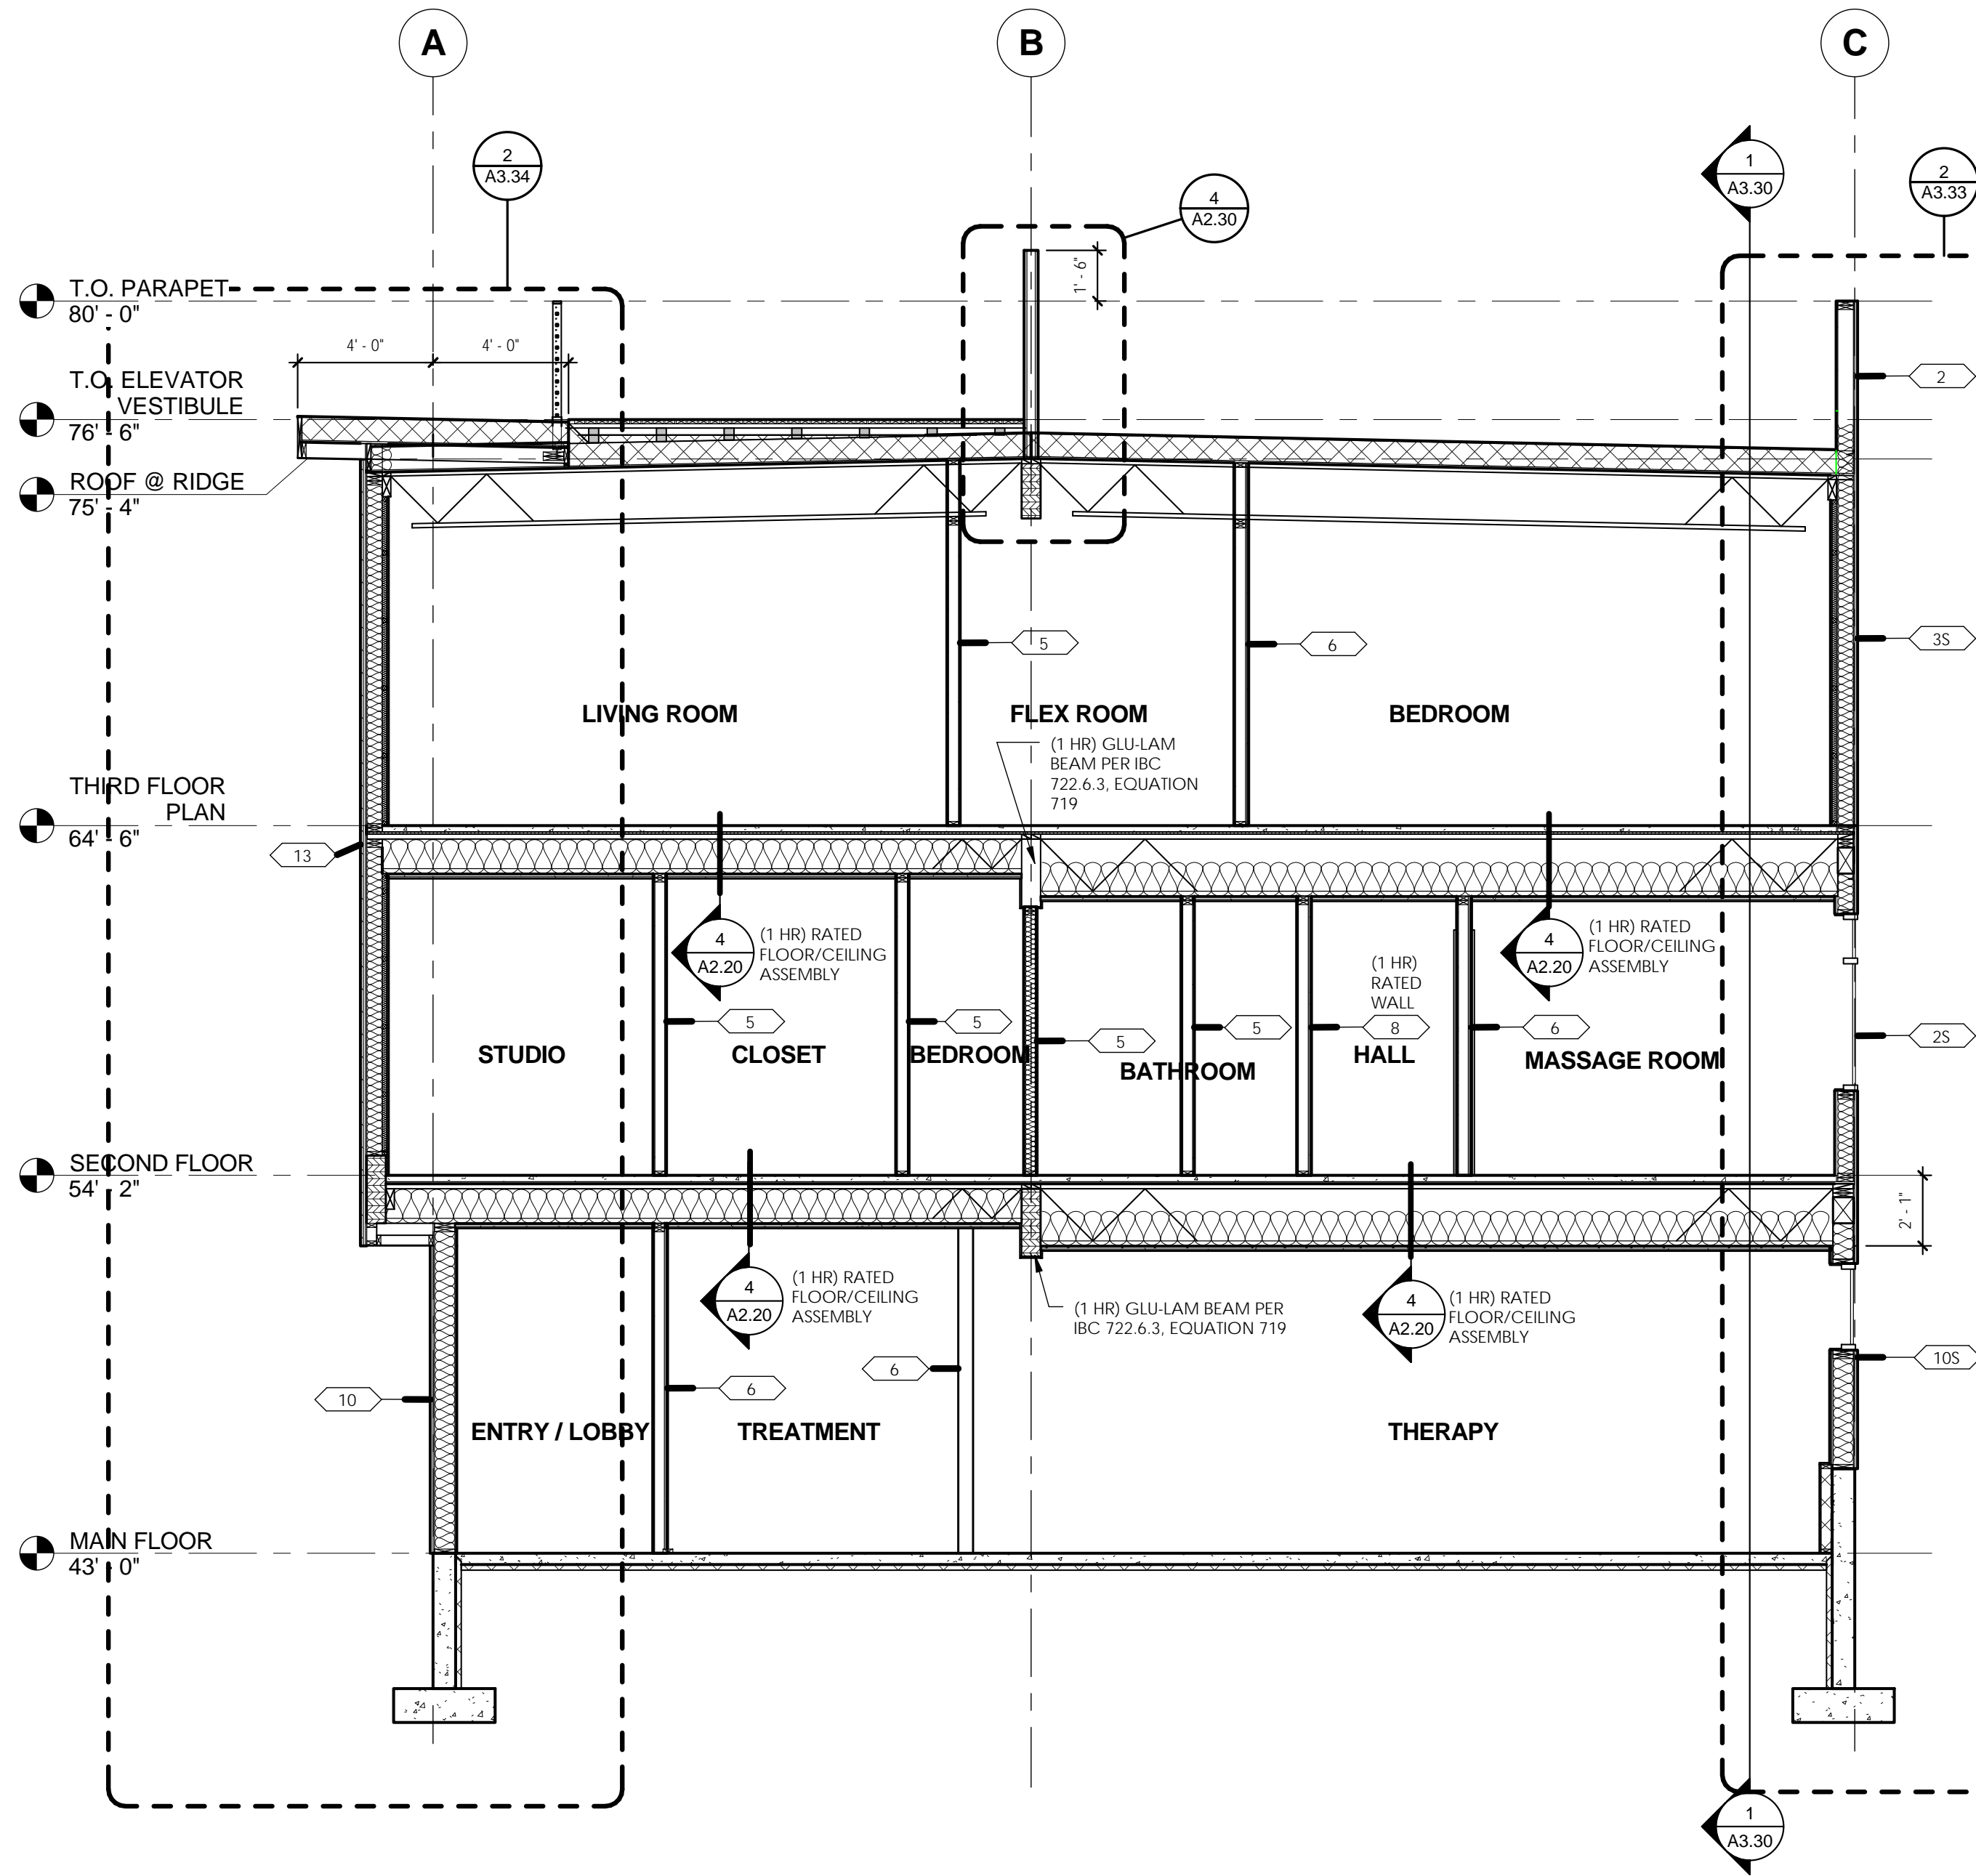 A
B
C
2
A3.34
4
A2.30
1
A3.30
2
A3.33
1' - 6"
T.O. PARAPET
80' - 0"
4' - 0"
4' - 0"
T.O. ELEVATOR
VESTIBULE
76' - 6"
2
ROOF @ RIDGE
75' - 4"
5
6
3S
LIVING ROOM
FLEX ROOM
BEDROOM
(1 HR) GLU-LAM
BEAM PER IBC
722.6.3, EQUATION
719
THIRD FLOOR
PLAN
64' - 6"
13
4
A2.20
(1 HR) RATED
FLOOR/CEILING
ASSEMBLY
(1 HR)
RATED
WALL
4
A2.20
(1 HR) RATED
FLOOR/CEILING
ASSEMBLY
5
5
5
5
8
6
2S
STUDIO
CLOSET
BEDROOM
BATHROOM
HALL
MASSAGE ROOM
SECOND FLOOR
54' - 2"
2' - 1"
4
A2.20
(1 HR) RATED
FLOOR/CEILING
ASSEMBLY
(1 HR) GLU-LAM BEAM PER
IBC 722.6.3, EQUATION 719
4
A2.20
(1 HR) RATED
FLOOR/CEILING
ASSEMBLY
10
6
6
10S
ENTRY / LOBBY
TREATMENT
THERAPY
MAIN FLOOR
43' - 0"
1
A3.30